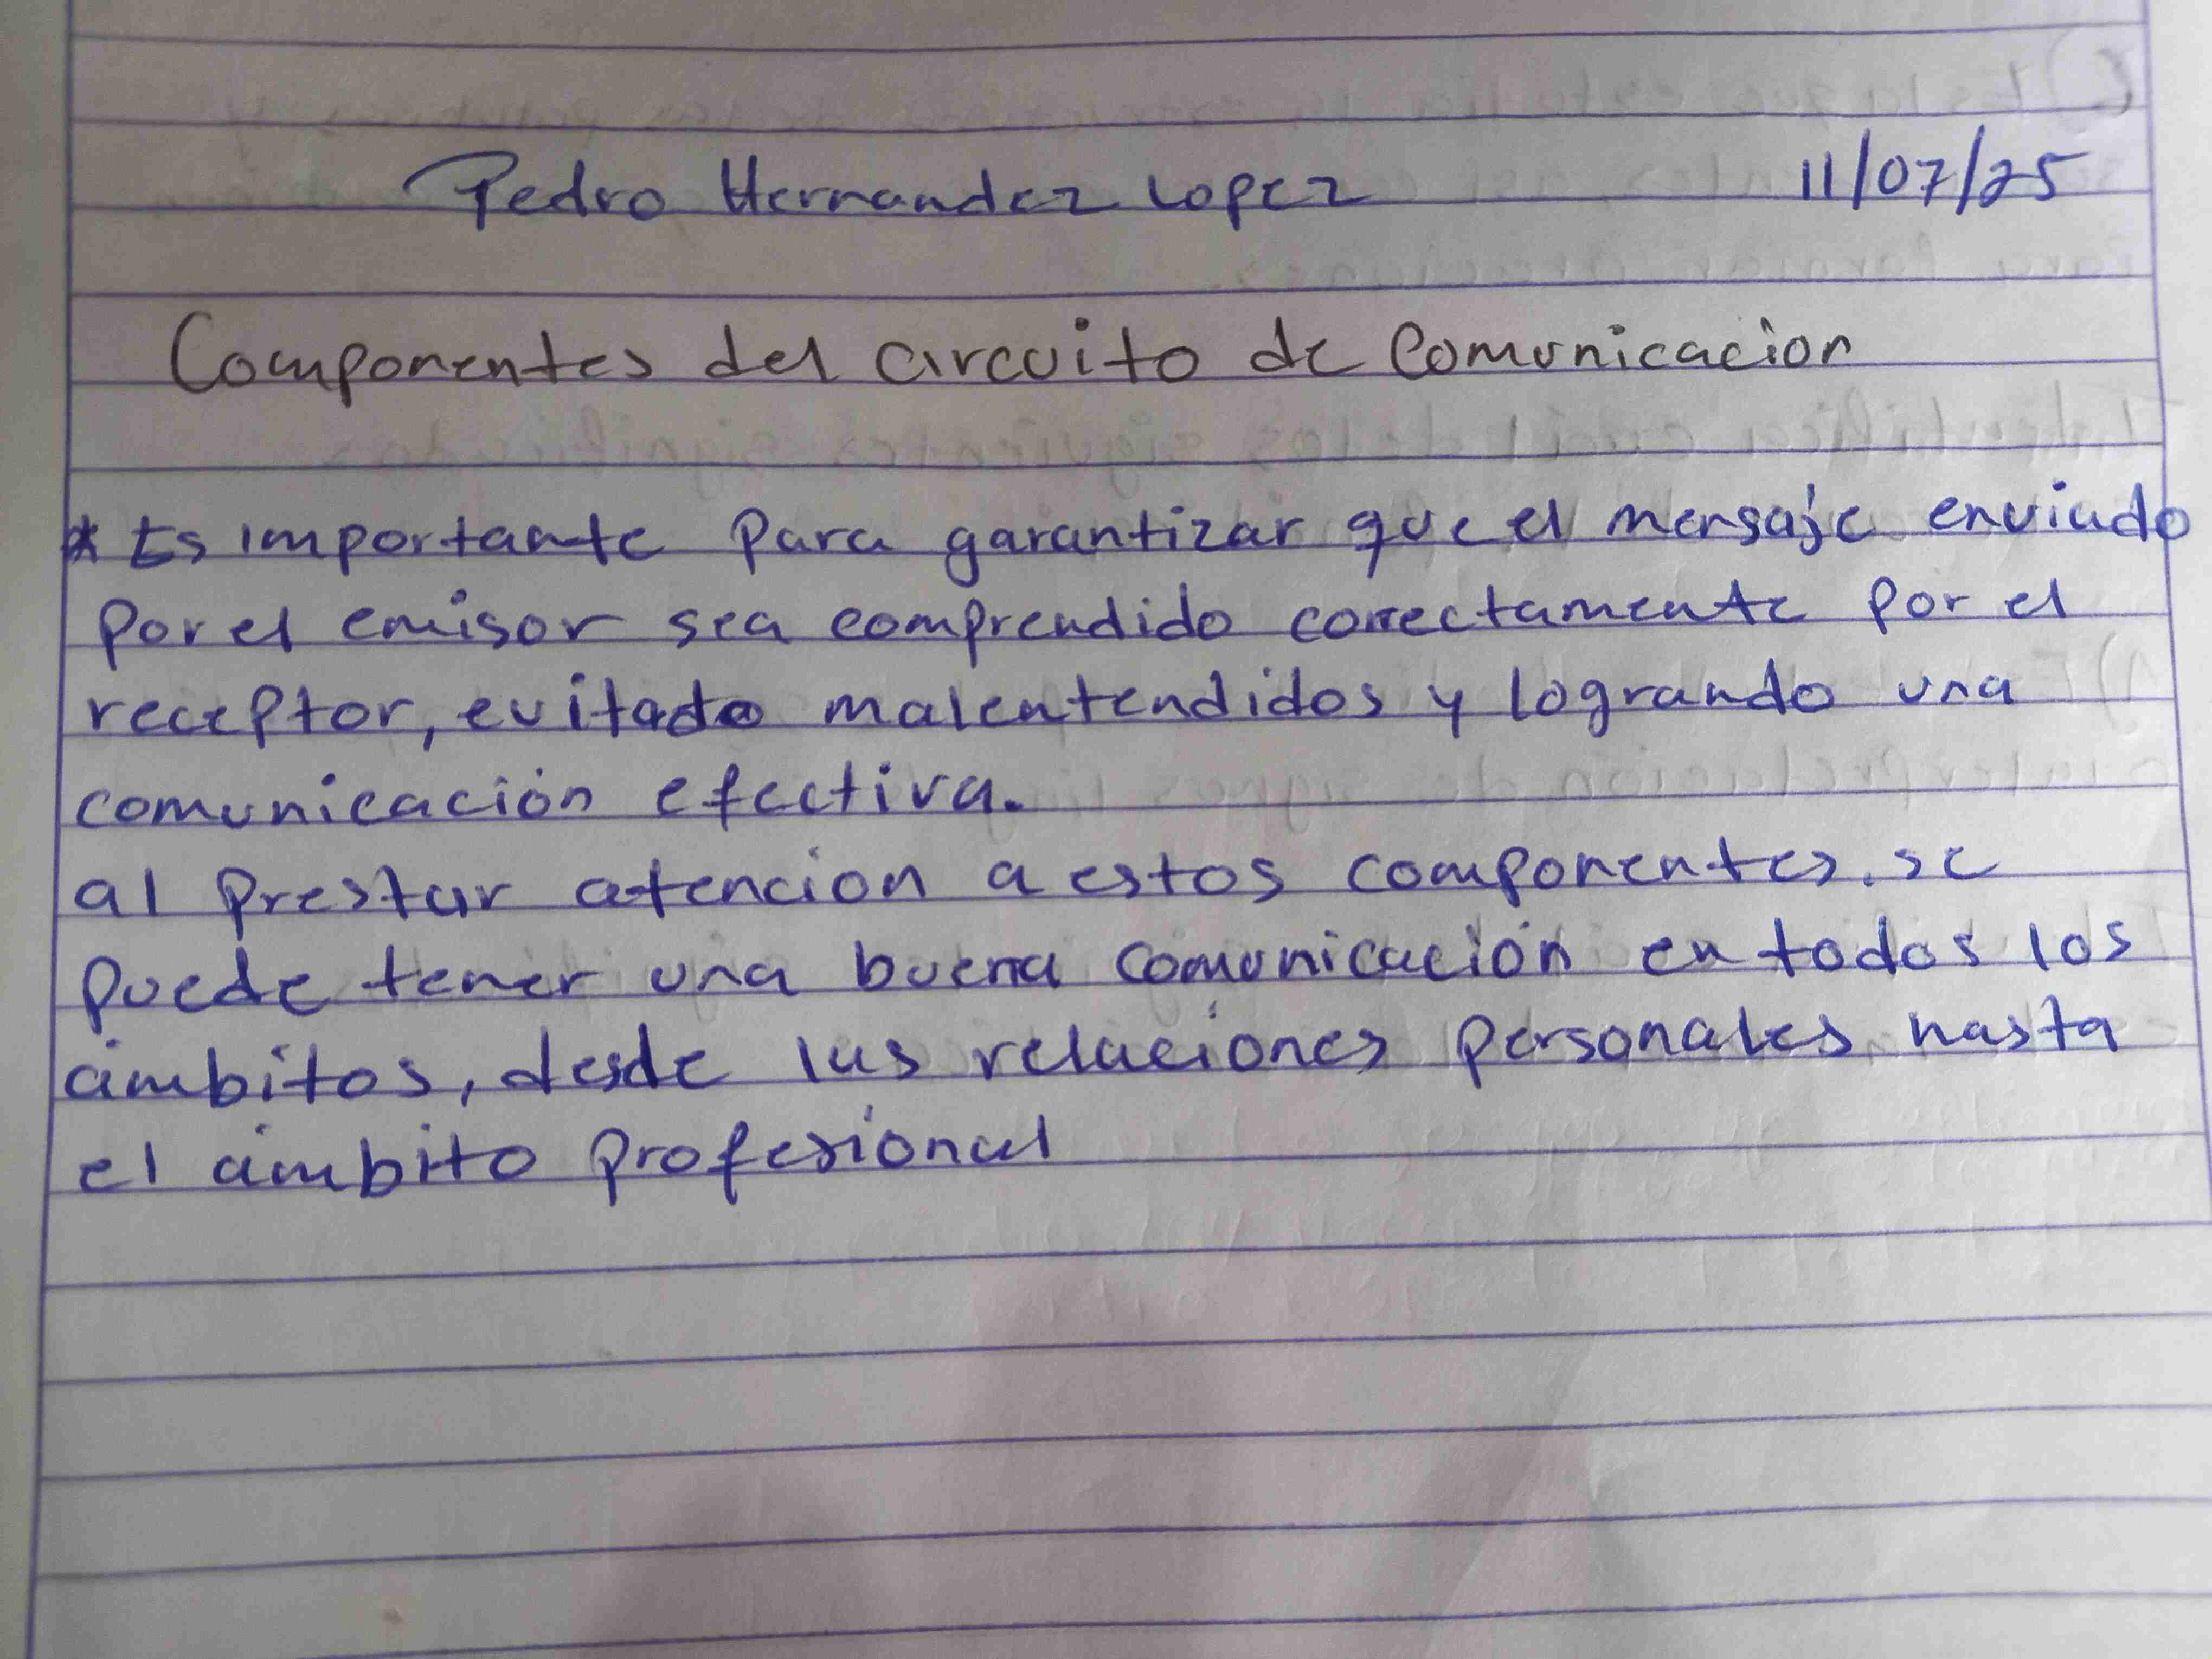 Pedro Hernandez Lopez 11/07/25
Componentes del circuito de Comunicacion
* Es importante para garantizar que el mensaje enviado
por el emisor sea comprendido correctamente por el
receptor, evitado malentendidos y logrando una
comunicación efectiva.
al prestar atencion a estos componentes. se
puede tener una buena comunicación en todos los
ámbitos, desde las relaciones personales hasta
el ámbito profesional